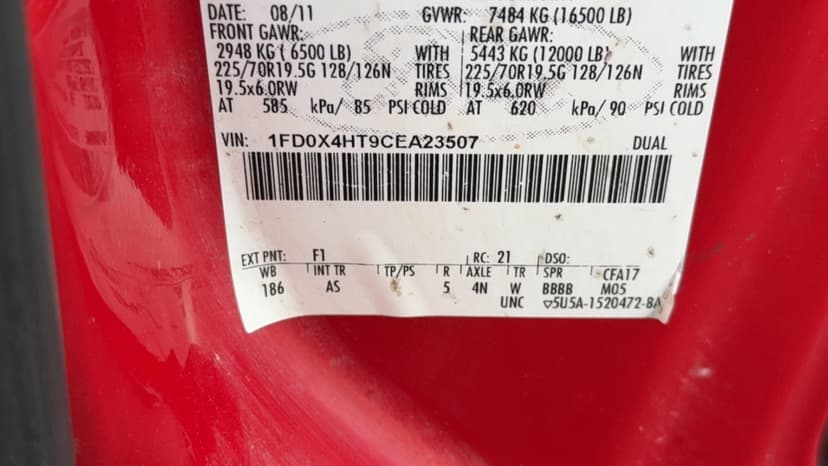 DATE: 08/11 GVWR: 7484 KG (16500 LB)
FRONT GAWR: REAR GAWR:
2948 KG ( 6500 LB) WITH 5443 KG (12000 LB) WITH
225/70R19.5G 128/126N TIRES 225/70R19.5G 128/126N TIRES
19.5x6.0RW RIMS 19.5x6.0RW RIMS
AT 585 kPa/ 85 PSI COLD AT 620 kPa/ 90 PSI COLD
VIN: 1FD0X4HT9CEA23507 DUAL
EXT PNT: F1 RC: 21 DSO:
WB INT TR TP/PS R AXLE TR SPR CFA17
186 AS 5 4N W BBBB M05
UNC ▽5U5A-1520472-BA